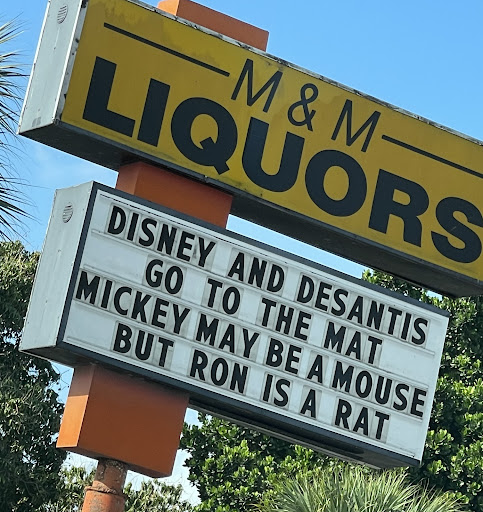 M & M
LIQUORS
DISNEY AND DESANTIS
GO TO THE MAT
MICKEY MAY BE A MOUSE
BUT RON IS A RAT